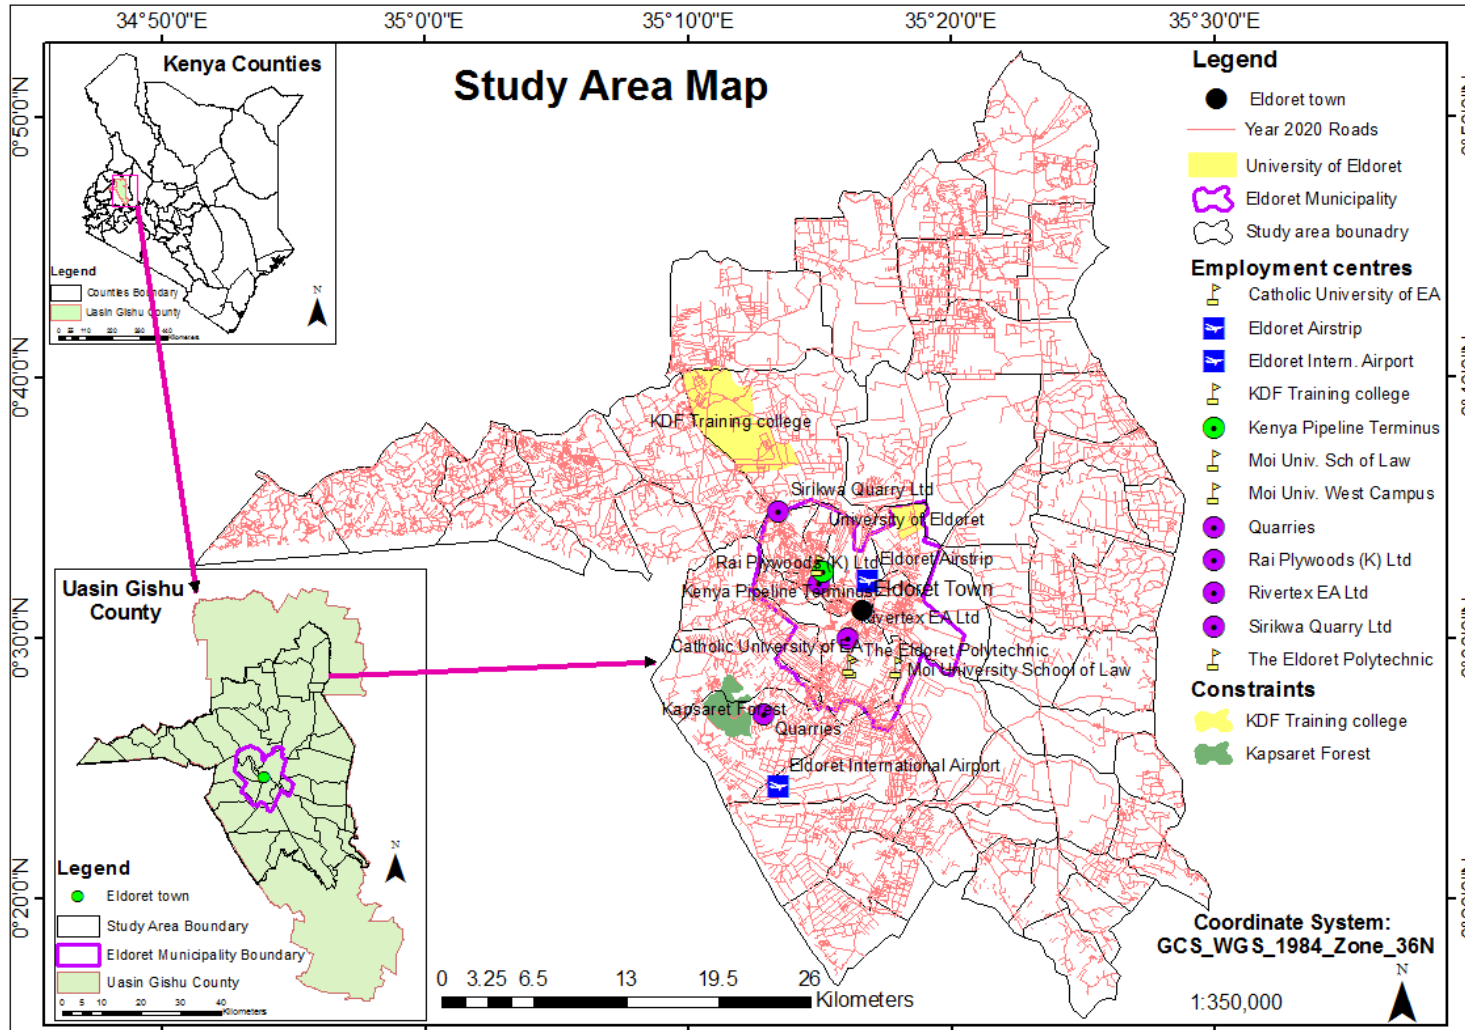 34°50'0"E 35°0'0"E 35°10'0"E 35°20'0"E 35°30'0"E
Kenya Counties
Study Area Map
Legend
Eldoret town
Year 2020 Roads
University of Eldoret
Eldoret Municipality
Study area bounadry
Employment centres
Catholic University of EA
Eldoret Airstrip
Eldoret Intern. Airport
KDF Training college
Kenya Pipeline Terminus
Moi Univ. Sch of Law
Moi Univ. West Campus
Quarries
Rai Plywoods (K) Ltd
Rivertex EA Ltd
Sirikwa Quarry Ltd
The Eldoret Polytechnic
Constraints
KDF Training college
Kapsaret Forest
0°50'0"N
0°40'0"N
0°30'0"N
0°20'0"N
Legend
Counties Boundary
Uasin Gishu County
N
Kilometers
KDF Training college
Sirikwa Quarry Ltd
University of Eldoret
Rai Plywoods (K) Ltd
Eldoret Airstrip
Kenya Pipeline Terminus
Eldoret Town
Rivertex EA Ltd
Catholic University of EA
The Eldoret Polytechnic
Moi University School of Law
Kapsaret Forest
Quarries
Eldoret International Airport
Uasin Gishu
County
N
Legend
Eldoret town
Study Area Boundary
Eldoret Municipality Boundary
Uasin Gishu County
0 5 10 20 30 40
Kilometers
0 3.25 6.5 13 19.5 26
Kilometers
Coordinate System:
GCS_WGS_1984_Zone_36N
N
1:350,000